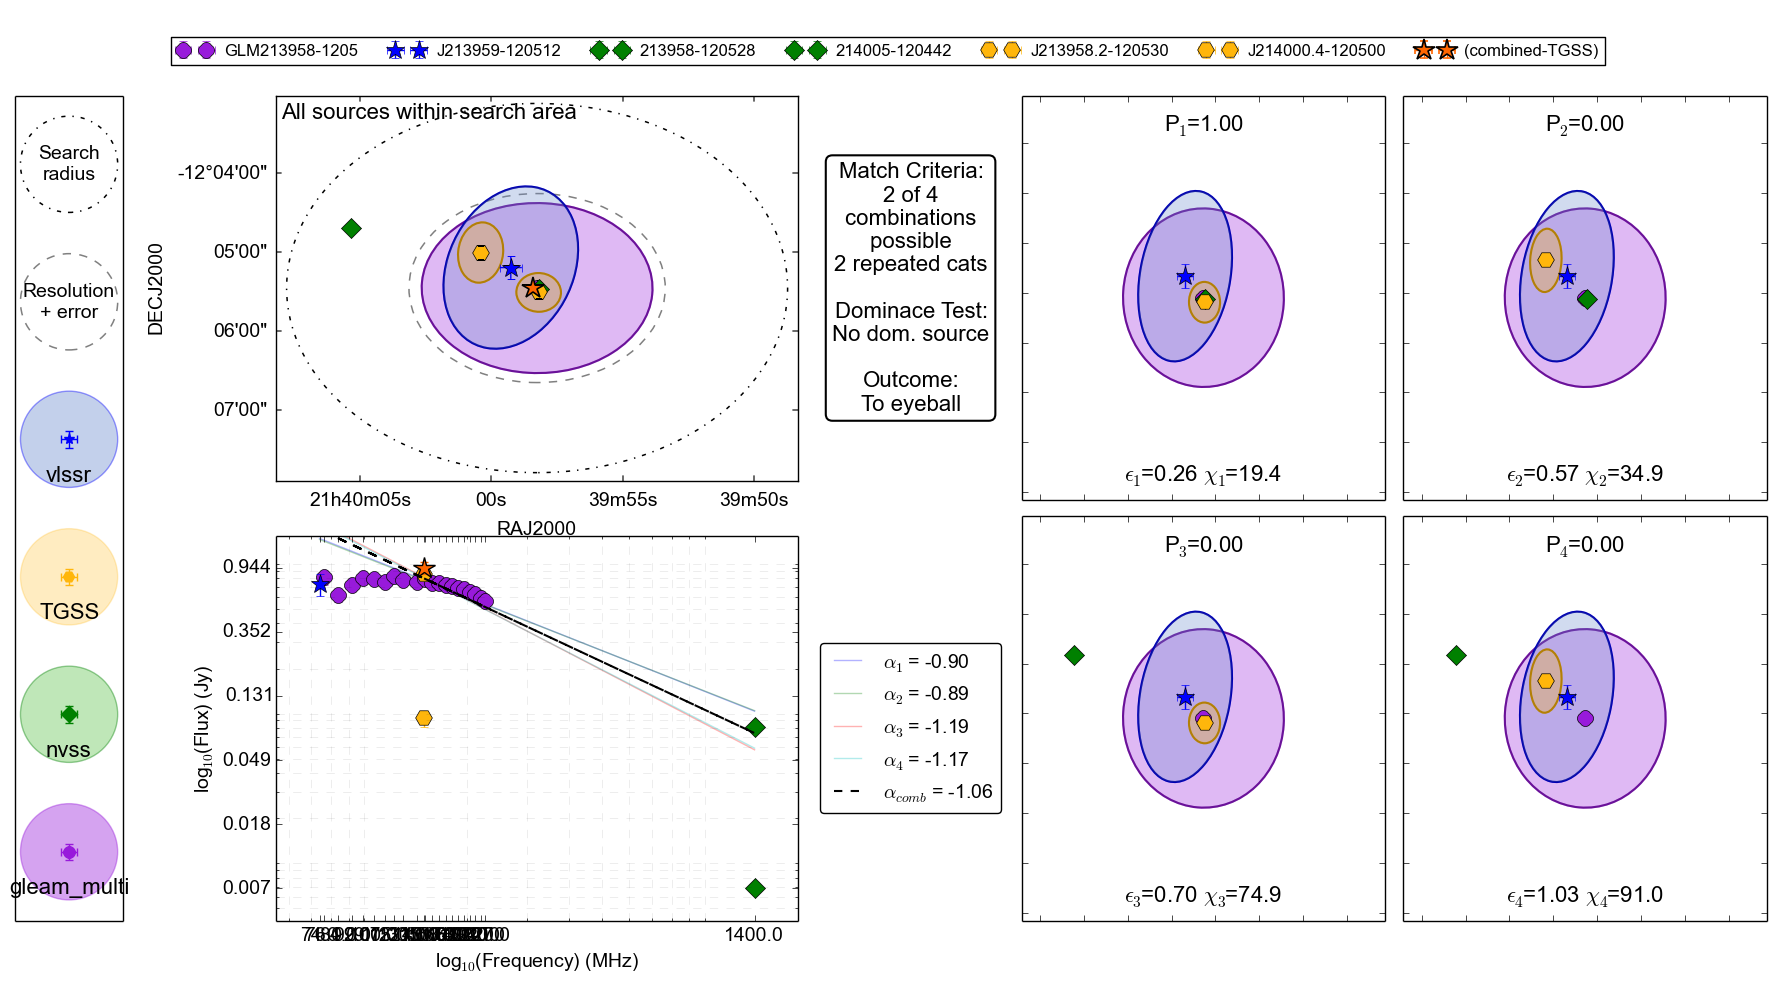 GLM213958-1205 J213959-120512 213958-120528 214005-120442 J213958.2-120530 J214000.4-120500 (combined-TGSS)
Search
radius
Resolution
+ error
vlssr
TGSS
nvss
gleam_multi
All sources within search area
DECJ2000
-12°04'00"
05'00"
06'00"
07'00"
21h40m05s 00s 39m55s 39m50s
RAJ2000
Match Criteria:
2 of 4
combinations
possible
2 repeated cats
Dominace Test:
No dom. source
Outcome:
To eyeball
P1=1.00
ϵ1=0.26 χ1=19.4
P2=0.00
ϵ2=0.57 χ2=34.9
P3=0.00
ϵ3=0.70 χ3=74.9
P4=0.00
ϵ4=1.03 χ4=91.0
log10(Flux) (Jy)
0.944
0.352
0.131
0.049
0.018
0.007
1400.0
log10(Frequency) (MHz)
α1 = -0.90
α2 = -0.89
α3 = -1.19
α4 = -1.17
αcomb = -1.06